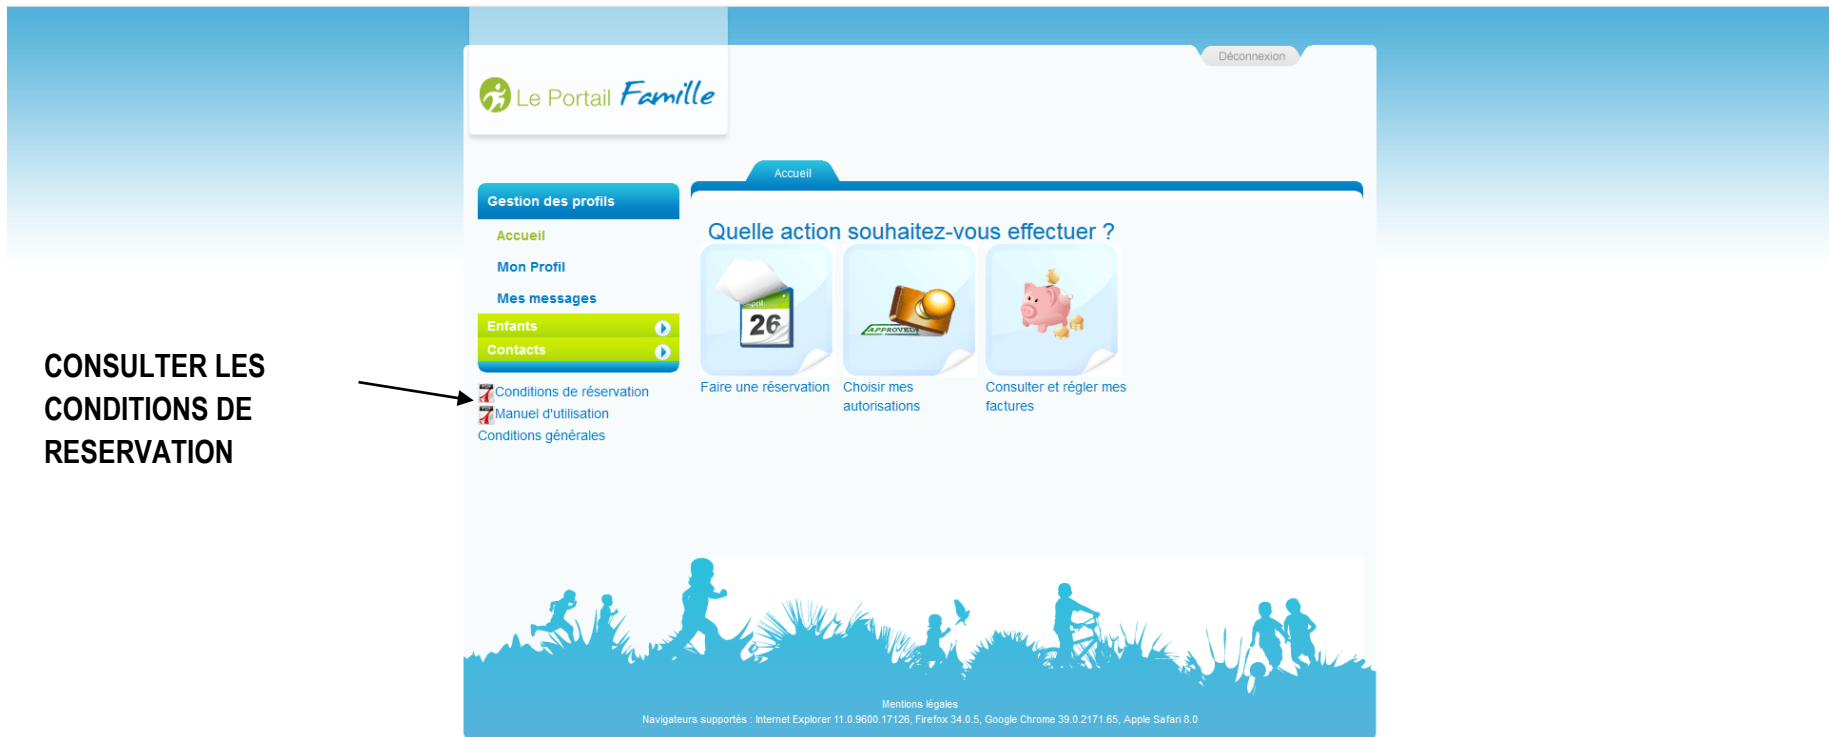 Déconnexion
Le Portail Famille
Accueil
Gestion des profils
Accueil
Mon Profil
Mes messages
Enfants
Contacts
Conditions de réservation
Manuel d'utilisation
Conditions générales
CONSULTER LES
CONDITIONS DE
RESERVATION
Quelle action souhaitez-vous effectuer ?
26
APPROVED
Faire une réservation
Choisir mes
autorisations
Consulter et régler mes
factures
Mentions légales
Navigateurs supportés : Internet Explorer 11.0.9600.17126, Firefox 34.0.5, Google Chrome 39.0.2171.65, Apple Safari 8.0